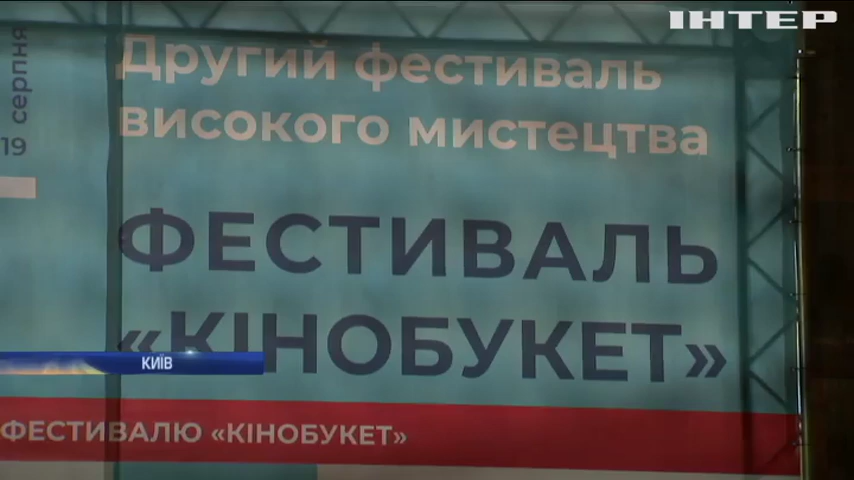 ІНТЕР
серпня
19
Другий фестиваль
високого мистецтва
ФЕСТИВАЛЬ
«КІНОБУКЕТ»
КИЇВ
ФЕСТИВАЛЮ «КІНОБУКЕТ»